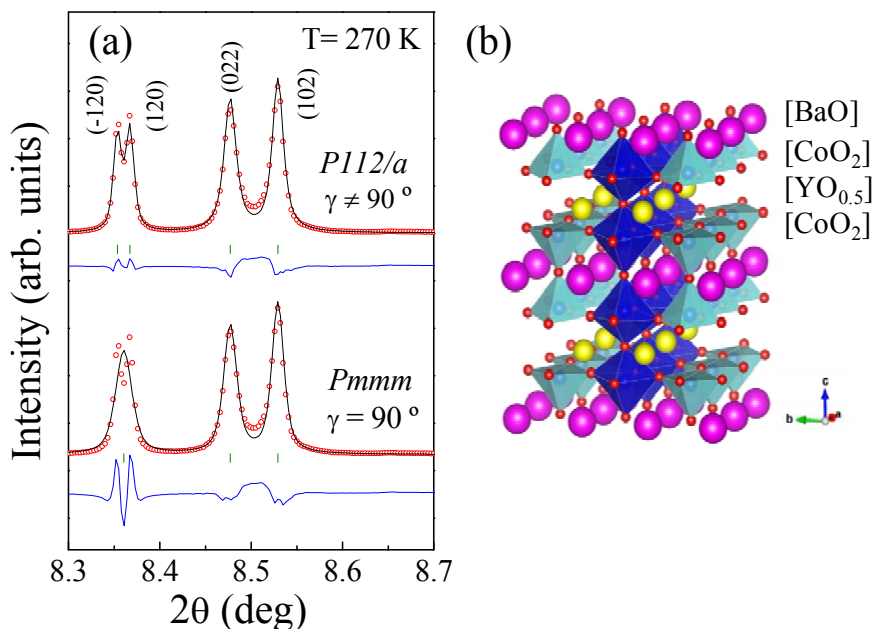 (a)
T= 270 K
(-120)
(120)
(022)
(102)
P112/a
γ ≠ 90 º
Pmmm
γ = 90 º
Intensity (arb. units)
8.3 8.4 8.5 8.6 8.7
2θ (deg)
(b)
[BaO]
[CoO₂]
[YO₀.₅]
[CoO₂]
c
b
a